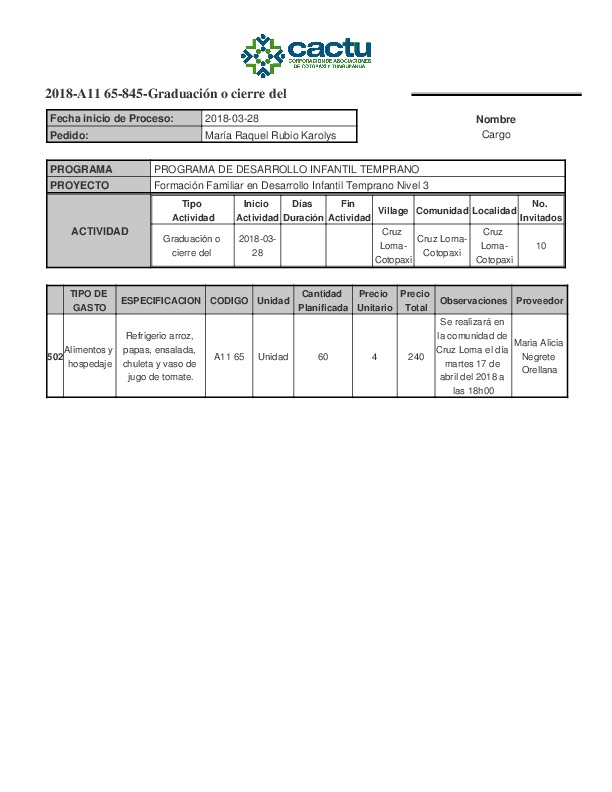 cactu
CORPORACIÓN DE ASOCIACIONES
DE COTOPAXI Y TUNGURAHUA
2018-A11 65-845-Graduación o cierre del
Fecha inicio de Proceso: 2018-03-28
Pedido: María Raquel Rubio Karolys
Nombre
Cargo
PROGRAMA PROGRAMA DE DESARROLLO INFANTIL TEMPRANO
PROYECTO Formación Familiar en Desarrollo Infantil Temprano Nivel 3
ACTIVIDAD
Tipo Actividad Inicio Actividad Días Duración Fin Actividad Village Comunidad Localidad No. Invitados
Graduación o cierre del 2018-03-28 Cruz Loma-Cotopaxi Cruz Loma-Cotopaxi Cruz Loma-Cotopaxi 10
TIPO DE GASTO ESPECIFICACION CODIGO Unidad Cantidad Planificada Precio Unitario Precio Total Observaciones Proveedor
502 Alimentos y hospedaje Refrigerio arroz, papas, ensalada, chuleta y vaso de jugo de tomate. A11 65 Unidad 60 4 240 Se realizará en la comunidad de Cruz Loma el día martes 17 de abril del 2018 a las 18h00 Maria Alicia Negrete Orellana